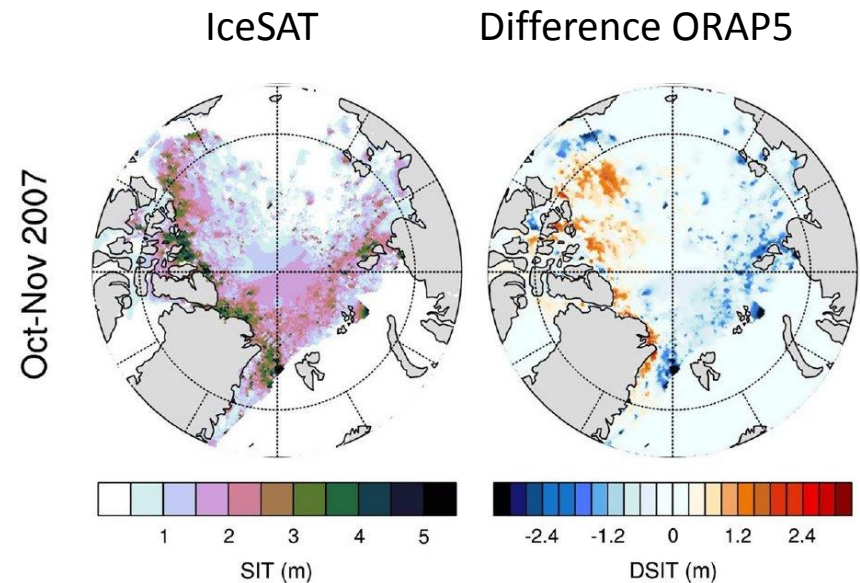 IceSAT
Difference ORAP5
Oct-Nov 2007
1 2 3 4 5
SIT (m)
-2.4 -1.2 0 1.2 2.4
DSIT (m)